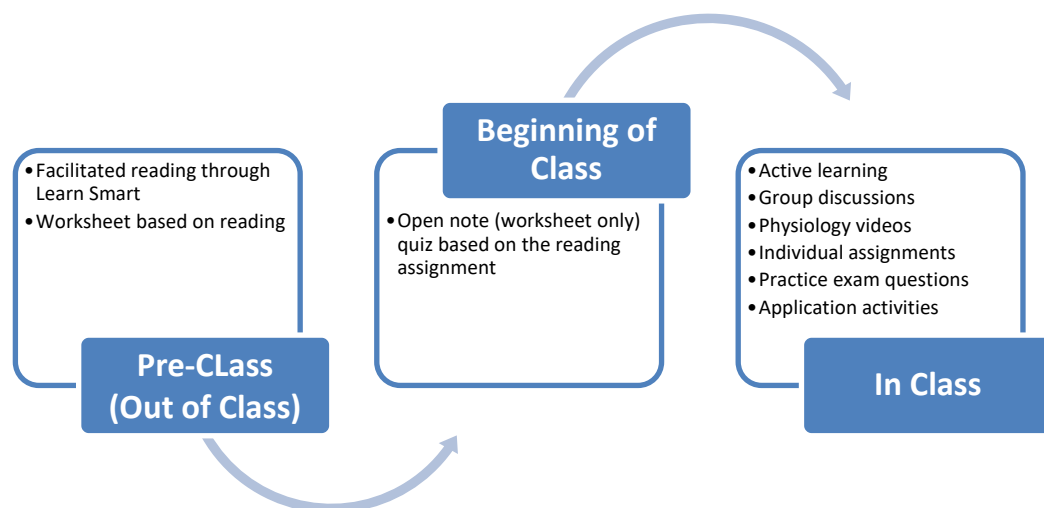 •Facilitated reading through
Learn Smart
•Worksheet based on reading
Pre-CLass
(Out of Class)
Beginning of
Class
•Open note (worksheet only)
quiz based on the reading
assignment
•Active learning
•Group discussions
•Physiology videos
•Individual assignments
•Practice exam questions
•Application activities
In Class